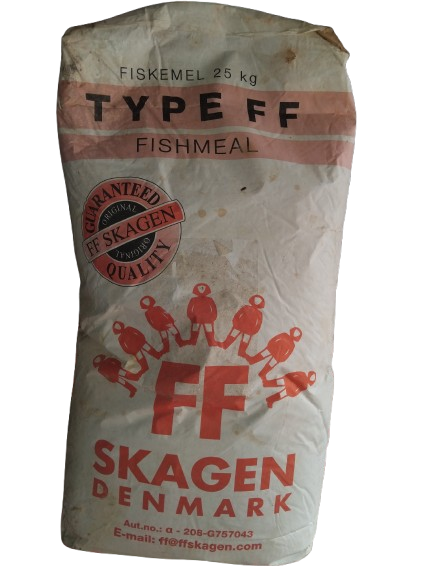 FISKEMEL 25 kg
TYPE FF
FISHMEAL
GUARANTEED
ORIGINAL
FF SKAGEN
ORIGINAL
QUALITY
FF
SKAGEN
DENMARK
Aut.no.: α - 208-G757043
E-mail: ff@ffskagen.com